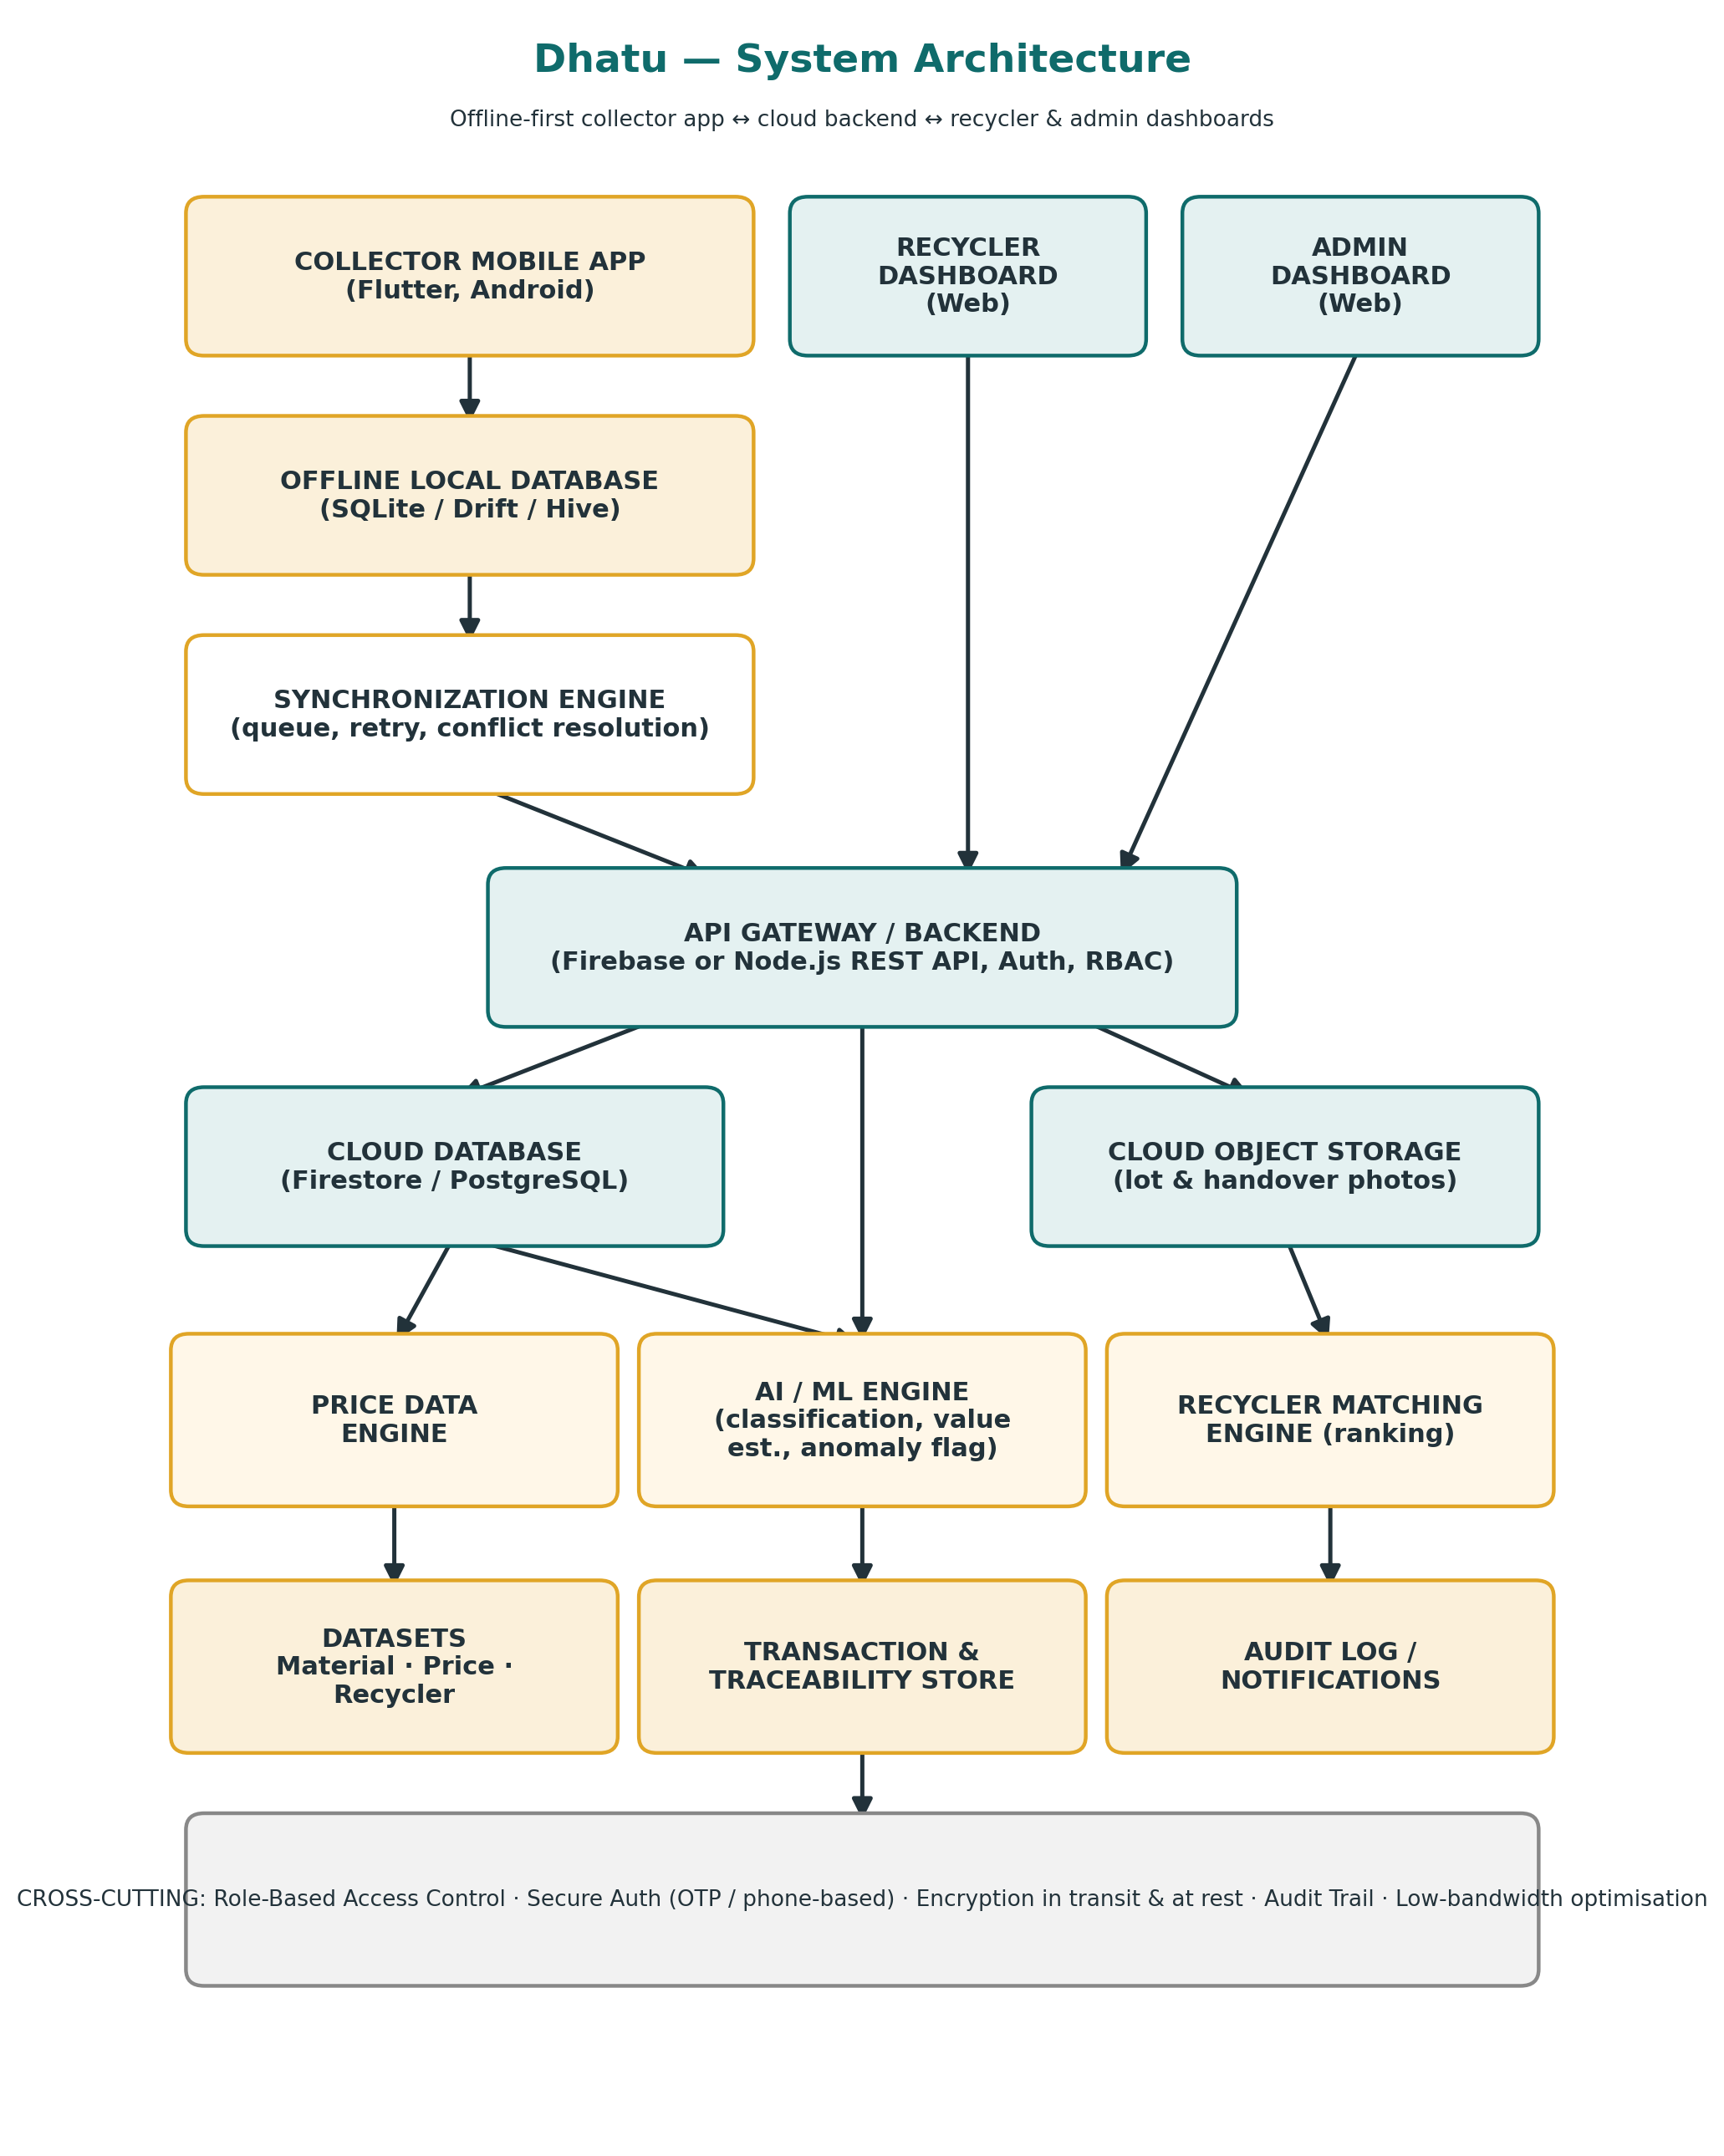 Dhatu — System Architecture
Offline-first collector app ↔ cloud backend ↔ recycler & admin dashboards
COLLECTOR MOBILE APP
(Flutter, Android)
RECYCLER
DASHBOARD
(Web)
ADMIN
DASHBOARD
(Web)
OFFLINE LOCAL DATABASE
(SQLite / Drift / Hive)
SYNCHRONIZATION ENGINE
(queue, retry, conflict resolution)
API GATEWAY / BACKEND
(Firebase or Node.js REST API, Auth, RBAC)
CLOUD DATABASE
(Firestore / PostgreSQL)
CLOUD OBJECT STORAGE
(lot & handover photos)
PRICE DATA
ENGINE
AI / ML ENGINE
(classification, value
est., anomaly flag)
RECYCLER MATCHING
ENGINE (ranking)
DATASETS
Material · Price ·
Recycler
TRANSACTION &
TRACEABILITY STORE
AUDIT LOG /
NOTIFICATIONS
CROSS-CUTTING: Role-Based Access Control · Secure Auth (OTP / phone-based) · Encryption in transit & at rest · Audit Trail · Low-bandwidth optimisation